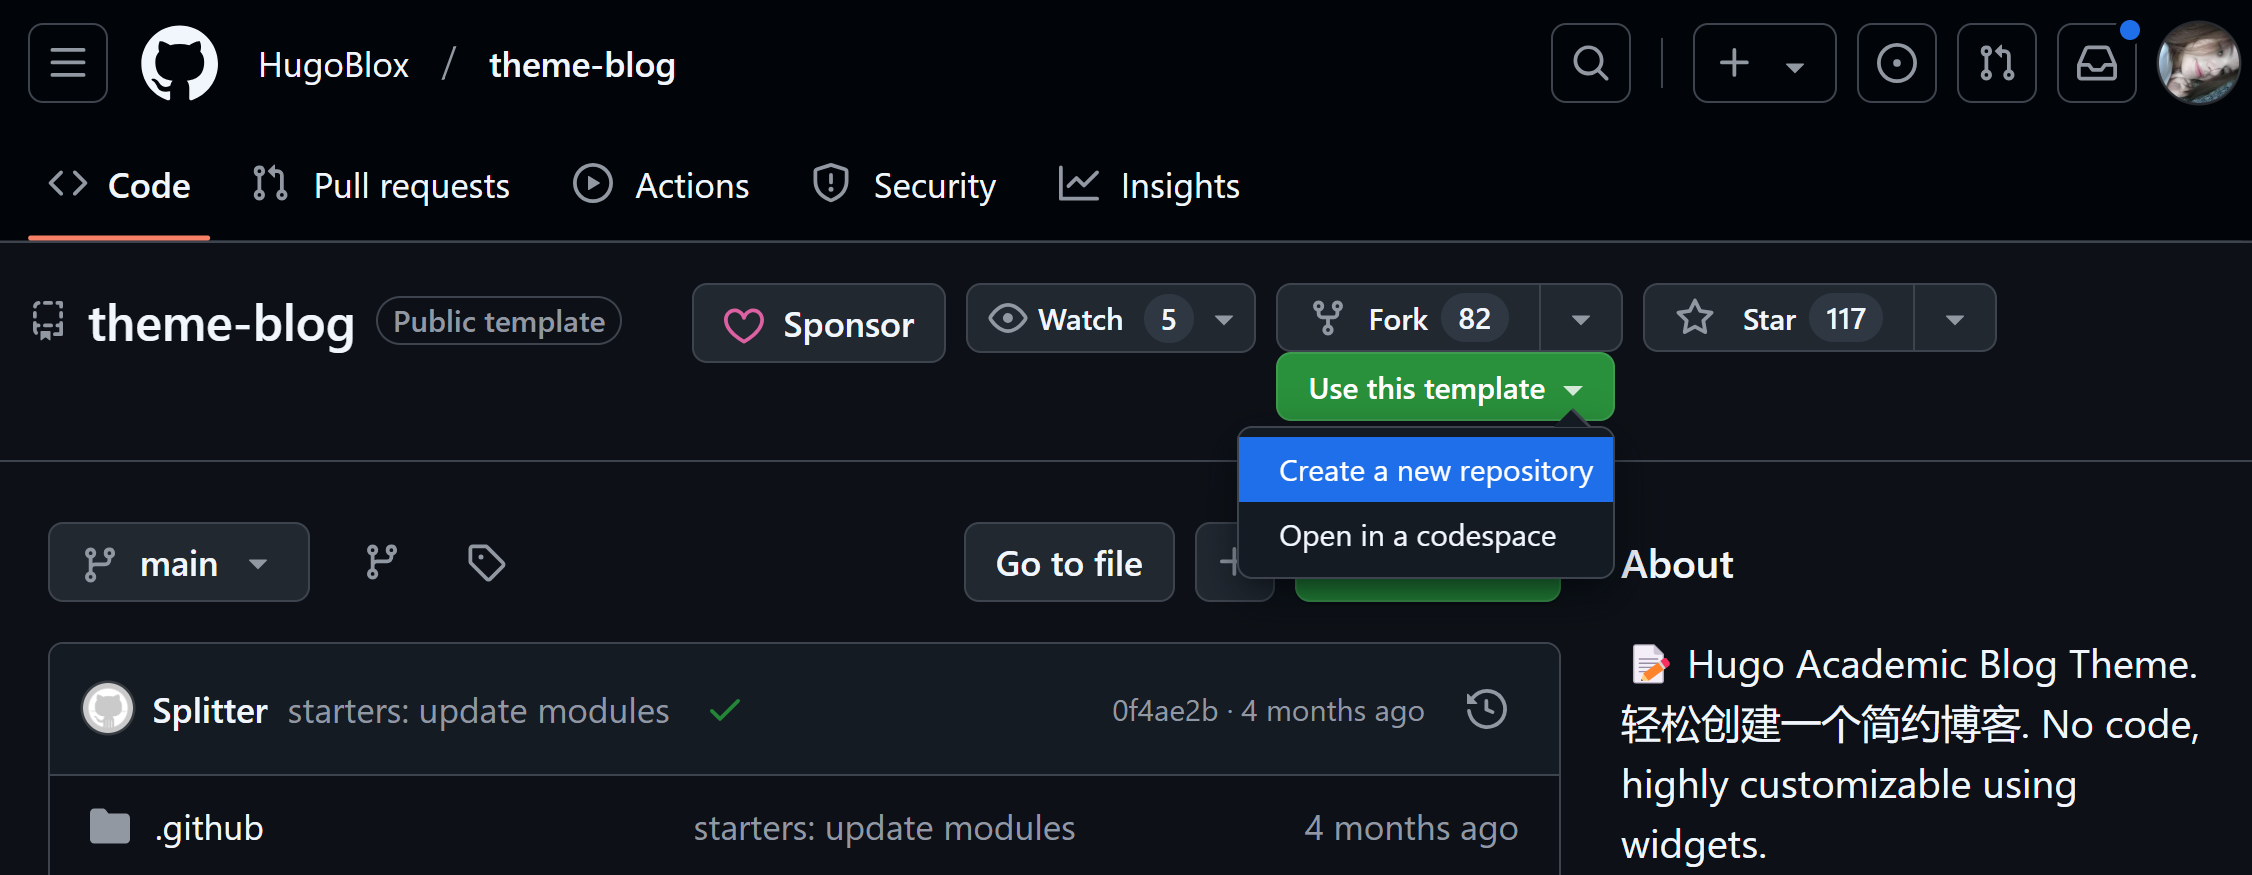 HugoBlox / theme-blog
Code Pull requests Actions Security Insights
theme-blog Public template Sponsor Watch 5 Fork 82 Star 117
Use this template
Create a new repository
Open in a codespace
main Go to file
About
📝 Hugo Academic Blog Theme.
轻松创建一个简约博客. No code,
highly customizable using
widgets.
Splitter starters: update modules 0f4ae2b · 4 months ago
.github starters: update modules 4 months ago